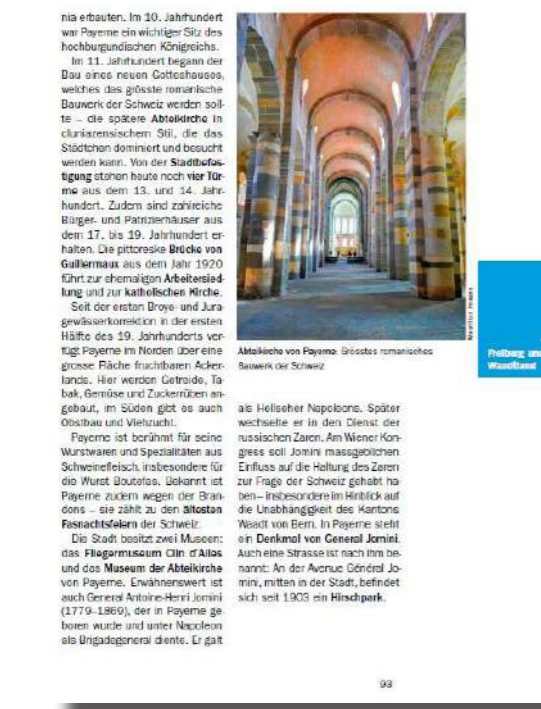 nia erbauten. Im 10. Jahrhundert
war Payerne ein wichtiger Sitz des
hochburgundischen Königreichs.
Im 11. Jahrhundert begann der
Bau eines neuen Gotteshauses,
welches das grösste romanische
Bauwerk der Schweiz werden soll-
te – die spätere Abteikirche in
cluniazensischem Stil, die das
Städtchen dominiert und besucht
werden kann. Von der Stadtbefes-
tigung stehen heute noch vier Tür-
me aus dem 13. und 14. Jahr-
hundert. Zudem sind zahlreiche
Bürger- und Patrizierhäuser aus
dem 17. bis 19. Jahrhundert er-
halten. Die pittoreske Brücke von
Guillermaux aus dem Jahr 1920
führt zur ehemaligen Arbeitersied-
lung und zur katholischen Kirche.
Seit der ersten Broye- und Jura-
gewässerkorrektion in der ersten
Hälfte des 19. Jahrhunderts ver-
fügt Payerne im Norden über eine
grosse Fläche fruchtbaren Acker-
lands. Hier werden Getreide, Ta-
bak, Gemüse und Zuckerrüben an-
gebaut, im Süden gibt es auch
Obstbau und Viehzucht.
Payerne ist berühmt für seine
Wurstwaren und Spezialitäten aus
Schweinefleisch, insbesondere für
die Wurst Boutefas. Bekannt ist
Payerne zudem wegen der Bran-
dons – sie zählt zu den ältesten
Fasnachtsfeiern der Schweiz.
Die Stadt besitzt zwei Museen:
das Fliegermuseum Clin d'Ailes
und das Museum der Abteikirche
von Payerne. Erwähnenswert ist
auch General Antoine-Henri Jomini
(1779–1869), der in Payerne ge-
boren wurde und unter Napoleon
als Brigadegeneral diente. Er galt
Abteikirche von Payerne: Grösstes romanisches
Bauwerk der Schweiz
als Helfer Napoleons. Später
wechselte er in den Dienst der
russischen Zaren. Am Wiener Kon-
gress soll Jomini massgeblichen
Einfluss auf die Haltung des Zaren
zur Frage der Schweiz gehabt ha-
ben – insbesondere im Hinblick auf
die Unabhängigkeit des Kantons
Waadt von Bern. In Payerne steht
ein Denkmal von General Jomini.
Auch eine Strasse ist nach ihm be-
nannt: An der Avenue Général Jo-
mini, mitten in der Stadt, befindet
sich seit 1903 ein Hirschpark.
Freiburg und
Waadtland
93